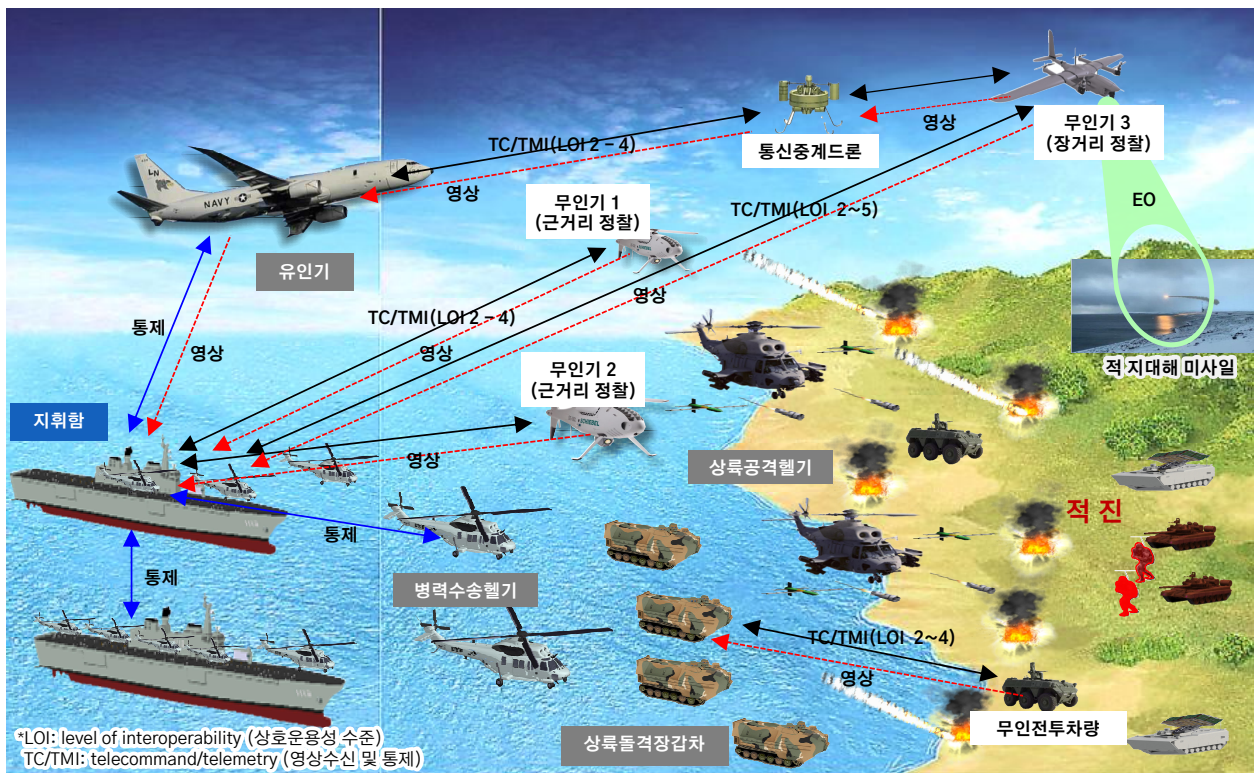 통신중계드론
영상
무인기 3
(장거리 정찰)
TC/TMI(LOI 2 – 4)
영상
LN
NAVY
무인기 1
(근거리 정찰)
TC/TMI(LOI 2~5)
EO
유인기
영상
통제
TC/TMI(LOI 2 – 4)
영상
영상
적 지대해 미사일
무인기 2
(근거리 정찰)
지휘함
영상
상륙공격헬기
적 진
통제
통제
병력수송헬기
TC/TMI(LOI 2~4)
영상
무인전투차량
상륙돌격장갑차
*LOI: level of interoperability (상호운용성 수준)
TC/TMI: telecommand/telemetry (영상수신 및 통제)